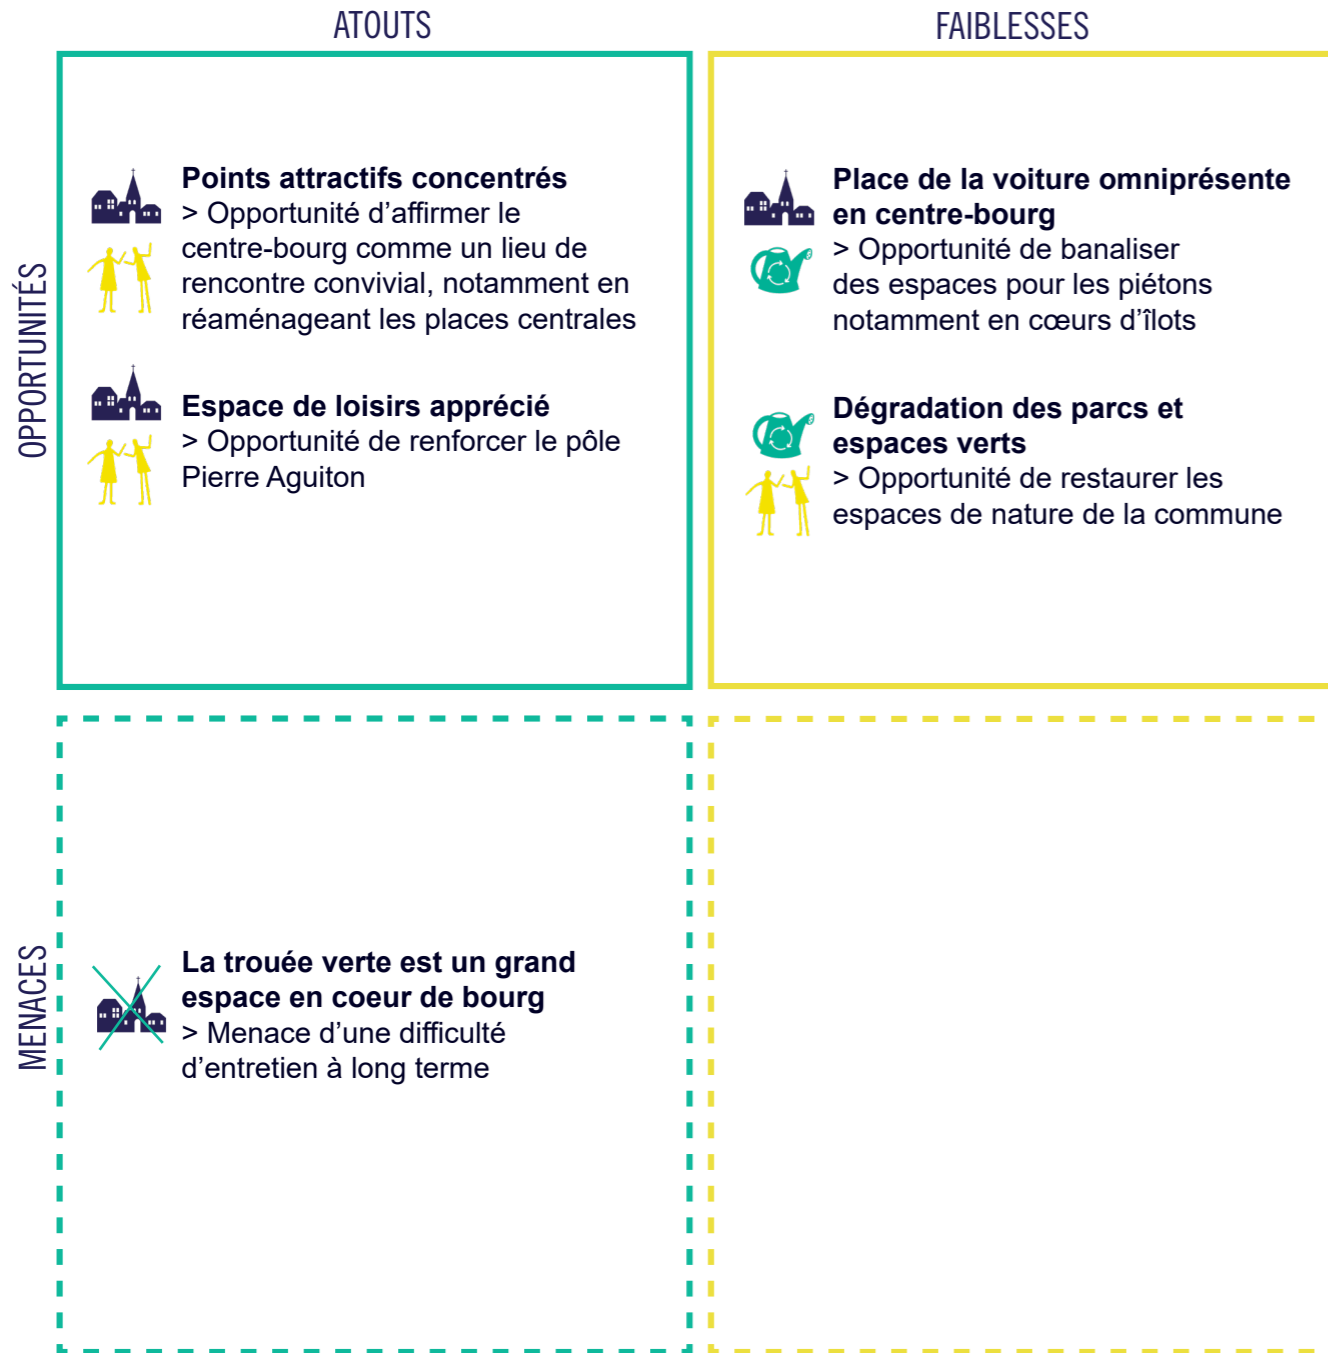 ATOUTS
FAIBLESSES
OPPORTUNITÉS
Points attractifs concentrés
> Opportunité d’affirmer le
centre-bourg comme un lieu de
rencontre convivial, notamment en
réaménageant les places centrales
Espace de loisirs apprécié
> Opportunité de renforcer le pôle
Pierre Aguiton
Place de la voiture omniprésente
en centre-bourg
> Opportunité de banaliser
des espaces pour les piétons
notamment en cœurs d’îlots
Dégradation des parcs et
espaces verts
> Opportunité de restaurer les
espaces de nature de la commune
MENACES
La trouée verte est un grand
espace en coeur de bourg
> Menace d’une difficulté
d’entretien à long terme